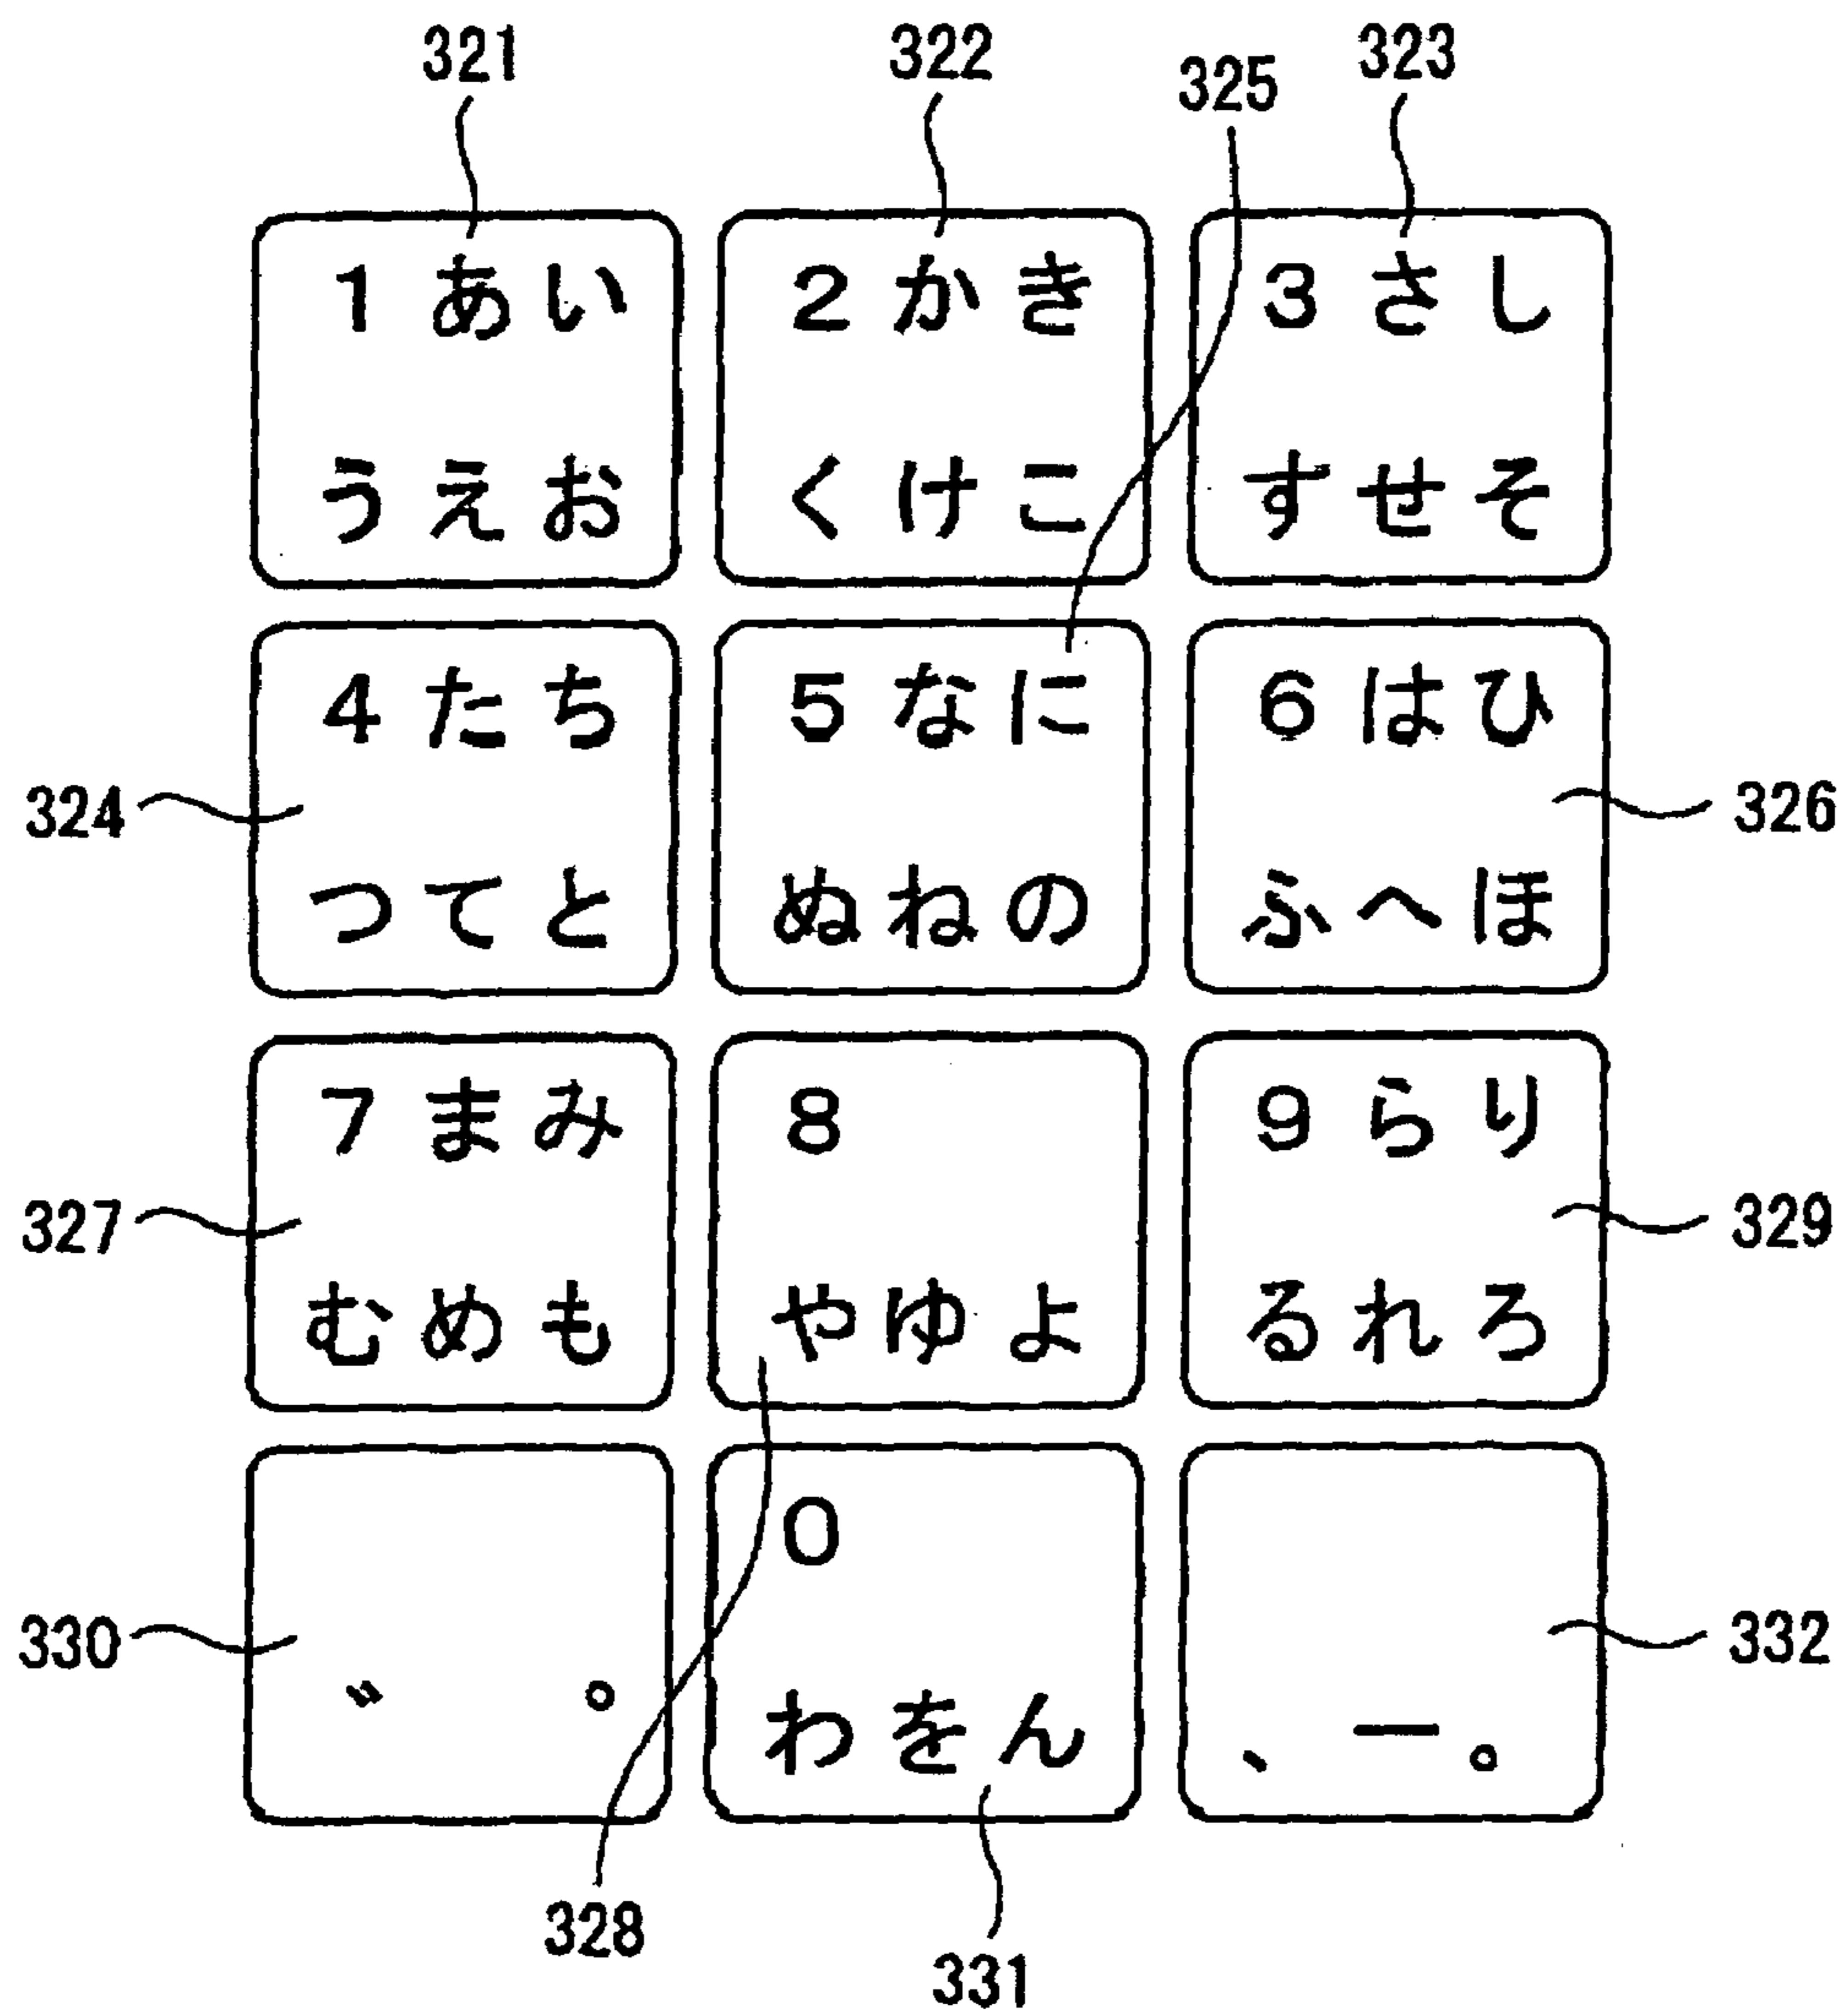 321
322
323
325
1 あ い
2 か き
3 さ し
う え お
く け こ
す せ そ
4 た ち
5 な に
6 は ひ
324
326
つ て と
ぬ ね の
ふ へ ほ
7 ま み
8
9 ら り
327
329
む め も
や ゆ よ
る れ ろ
0
330
332
゛ ゜
わ を ん
、 ー 。
328
331